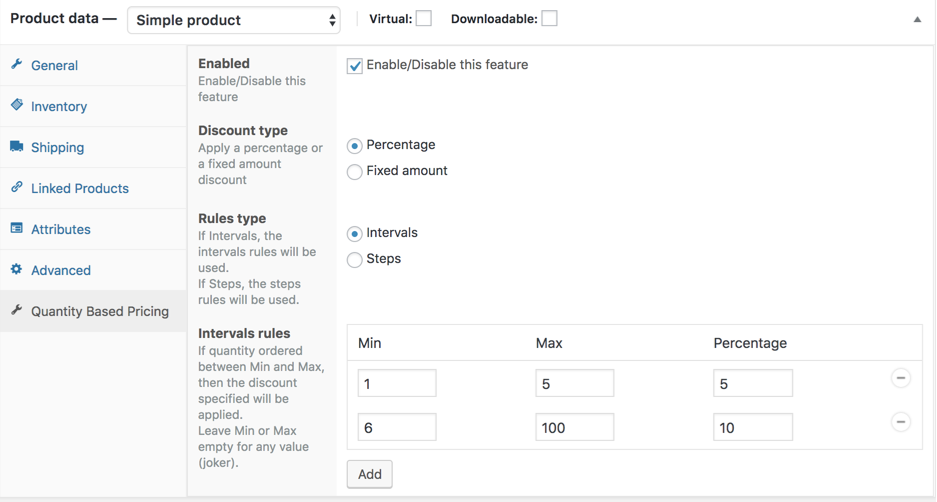 Product data — Simple product Virtual: Downloadable:
General
Inventory
Shipping
Linked Products
Attributes
Advanced
Quantity Based Pricing
Enabled
Enable/Disable this
feature
Enable/Disable this feature
Discount type
Apply a percentage or
a fixed amount
discount
Percentage
Fixed amount
Rules type
If Intervals, the
intervals rules will be
used.
If Steps, the steps
rules will be used.
Intervals
Steps
Intervals rules
If quantity ordered
between Min and Max,
then the discount
specified will be
applied.
Leave Min or Max
empty for any value
(joker).
Min Max Percentage
1 5 5
6 100 10
Add